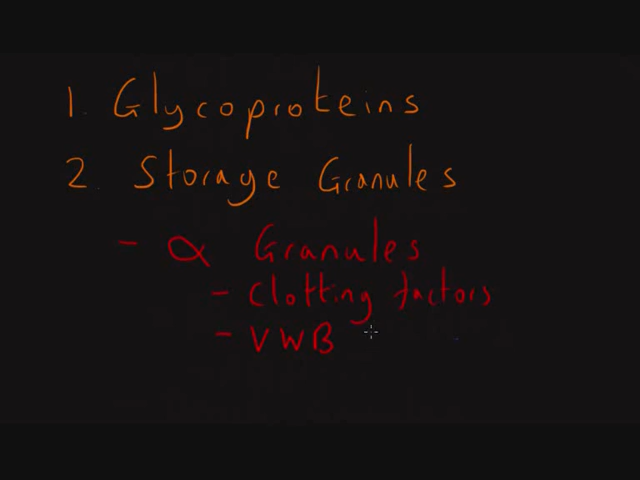 1. Glycoproteins
2. Storage Granules
- α Granules
- Clotting factors
- VWB